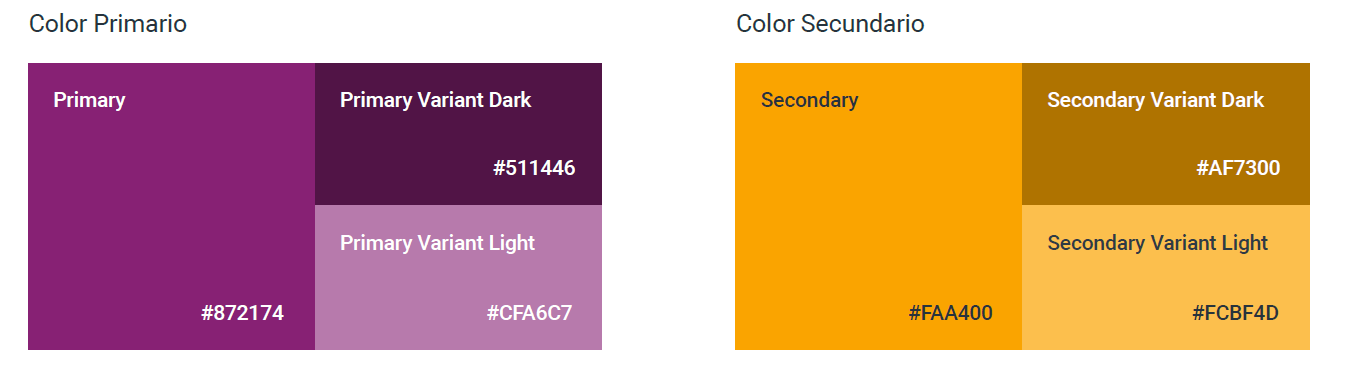 Color Primario
Primary
#872174
Primary Variant Dark
#511446
Primary Variant Light
#CFA6C7
Color Secundario
Secondary
#FAA400
Secondary Variant Dark
#AF7300
Secondary Variant Light
#FCBF4D